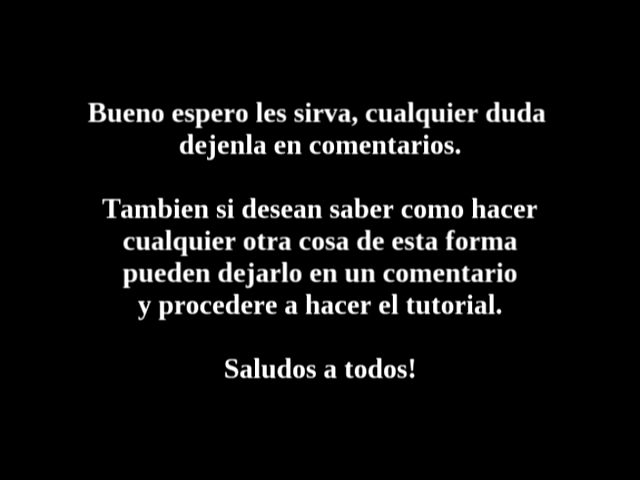 Bueno espero les sirva, cualquier duda
dejenla en comentarios.
Tambien si desean saber como hacer
cualquier otra cosa de esta forma
pueden dejarlo en un comentario
y procedere a hacer el tutorial.
Saludos a todos!